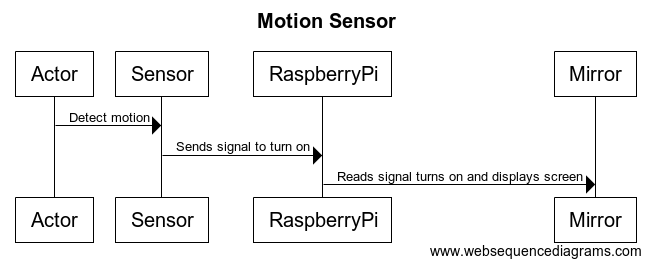 Motion Sensor
Actor
Sensor
RaspberryPi
Mirror
Detect motion
Sends signal to turn on
Reads signal turns on and displays screen
Actor
Sensor
RaspberryPi
Mirror
www.websequencediagrams.com